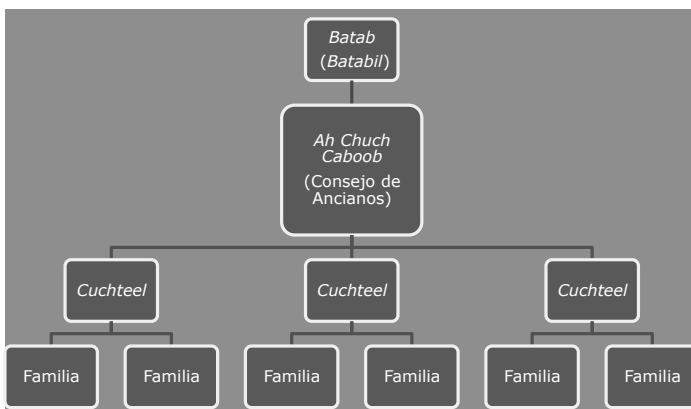 Batab
(Batabil)
Ah Chuch
Caboob
(Consejo de
Ancianos)
Cuchteel
Cuchteel
Cuchteel
Familia
Familia
Familia
Familia
Familia
Familia